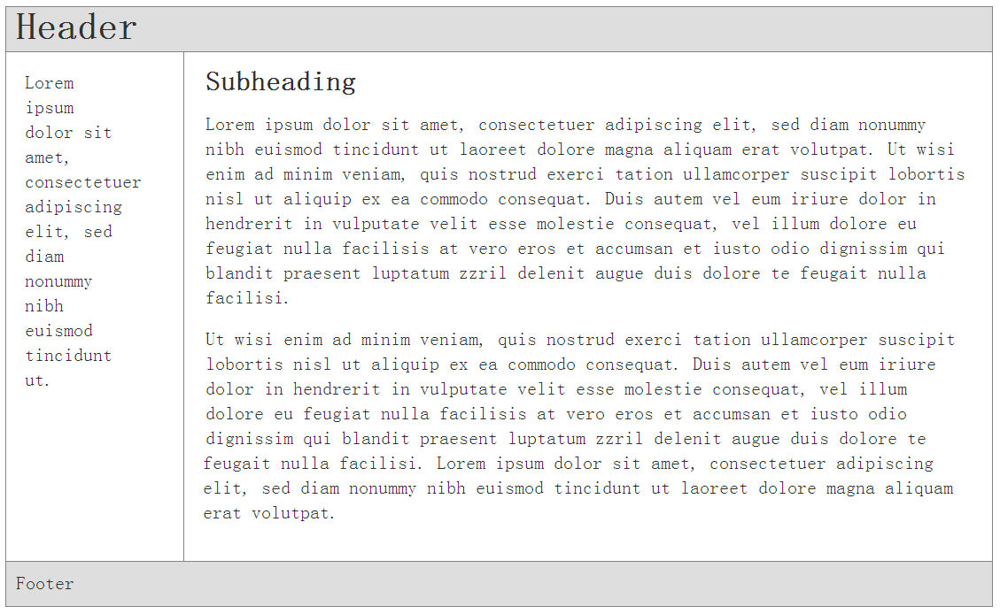 Header
Lorem
ipsum
dolor sit
amet,
consectetuer
adipiscing
elit, sed
diam
nonummy
nibh
euismod
tincidunt
ut.
Subheading
Lorem ipsum dolor sit amet, consectetuer adipiscing elit, sed diam nonummy
nibh euismod tincidunt ut laoreet dolore magna aliquam erat volutpat. Ut wisi
enim ad minim veniam, quis nostrud exerci tation ullamcorper suscipit lobortis
nisl ut aliquip ex ea commodo consequat. Duis autem vel eum iriure dolor in
hendrerit in vulputate velit esse molestie consequat, vel illum dolore eu
feugiat nulla facilisis at vero eros et accumsan et iusto odio dignissim qui
blandit praesent luptatum zzril delenit augue duis dolore te feugait nulla
facilisi.
Ut wisi enim ad minim veniam, quis nostrud exerci tation ullamcorper suscipit
lobortis nisl ut aliquip ex ea commodo consequat. Duis autem vel eum iriure
dolor in hendrerit in vulputate velit esse molestie consequat, vel illum
dolore eu feugiat nulla facilisis at vero eros et accumsan et iusto odio
dignissim qui blandit praesent luptatum zzril delenit augue duis dolore te
feugait nulla facilisi. Lorem ipsum dolor sit amet, consectetuer adipiscing
elit, sed diam nonummy nibh euismod tincidunt ut laoreet dolore magna aliquam
erat volutpat.
Footer